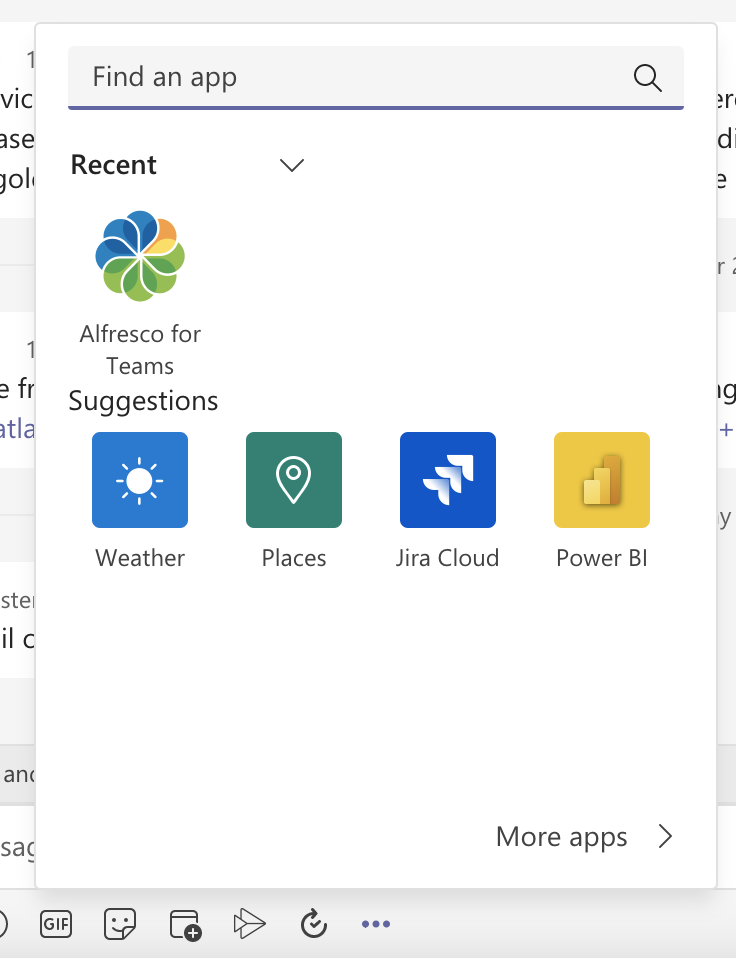 Find an app
Recent
Alfresco for
Teams
Suggestions
Weather
Places
Jira Cloud
Power BI
More apps
GIF